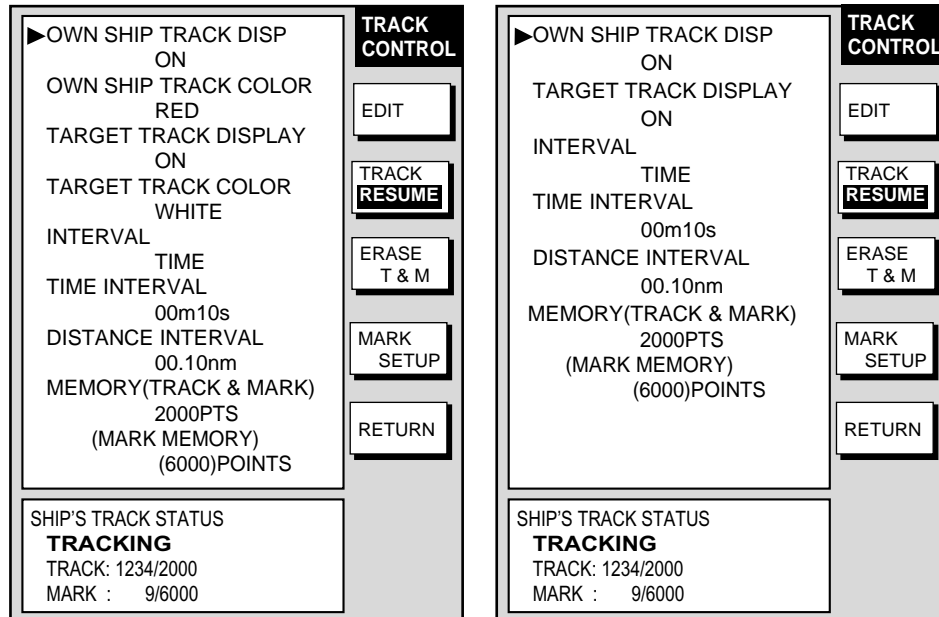 ▶OWN SHIP TRACK DISP
ON
OWN SHIP TRACK COLOR
RED
TARGET TRACK DISPLAY
ON
TARGET TRACK COLOR
WHITE
INTERVAL
TIME
TIME INTERVAL
00m10s
DISTANCE INTERVAL
00.10nm
MEMORY(TRACK & MARK)
2000PTS
(MARK MEMORY)
(6000)POINTS
TRACK
CONTROL
EDIT
TRACK
RESUME
ERASE
T & M
MARK
SETUP
RETURN
SHIP'S TRACK STATUS
TRACKING
TRACK: 1234/2000
MARK : 9/6000
▶OWN SHIP TRACK DISP
ON
TARGET TRACK DISPLAY
ON
INTERVAL
TIME
TIME INTERVAL
00m10s
DISTANCE INTERVAL
00.10nm
MEMORY(TRACK & MARK)
2000PTS
(MARK MEMORY)
(6000)POINTS
TRACK
CONTROL
EDIT
TRACK
RESUME
ERASE
T & M
MARK
SETUP
RETURN
SHIP'S TRACK STATUS
TRACKING
TRACK: 1234/2000
MARK : 9/6000